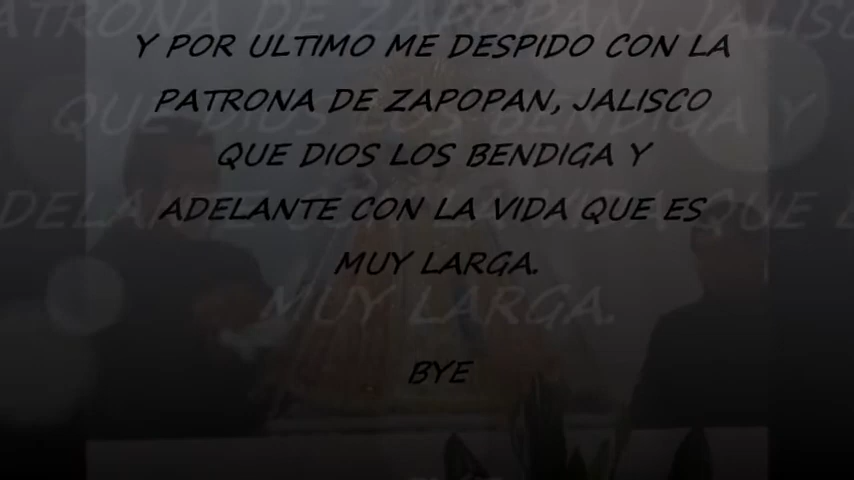 Y POR ULTIMO ME DESPIDO CON LA
PATRONA DE ZAPOPAN, JALISCO
QUE DIOS LOS BENDIGA Y
ADELANTE CON LA VIDA QUE ES
MUY LARGA.
BYE